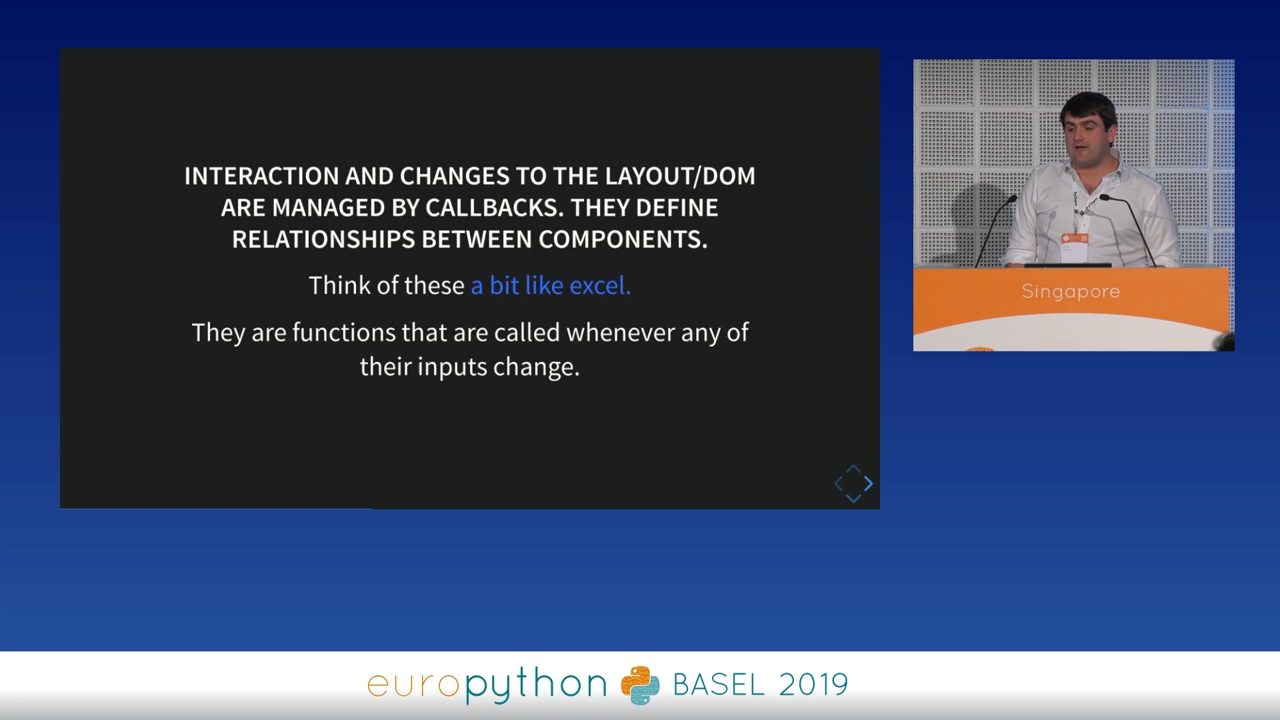 INTERACTION AND CHANGES TO THE LAYOUT/DOM
ARE MANAGED BY CALLBACKS. THEY DEFINE
RELATIONSHIPS BETWEEN COMPONENTS.
Think of these a bit like excel.
They are functions that are called whenever any of
their inputs change.
Singapore
europython BASEL 2019